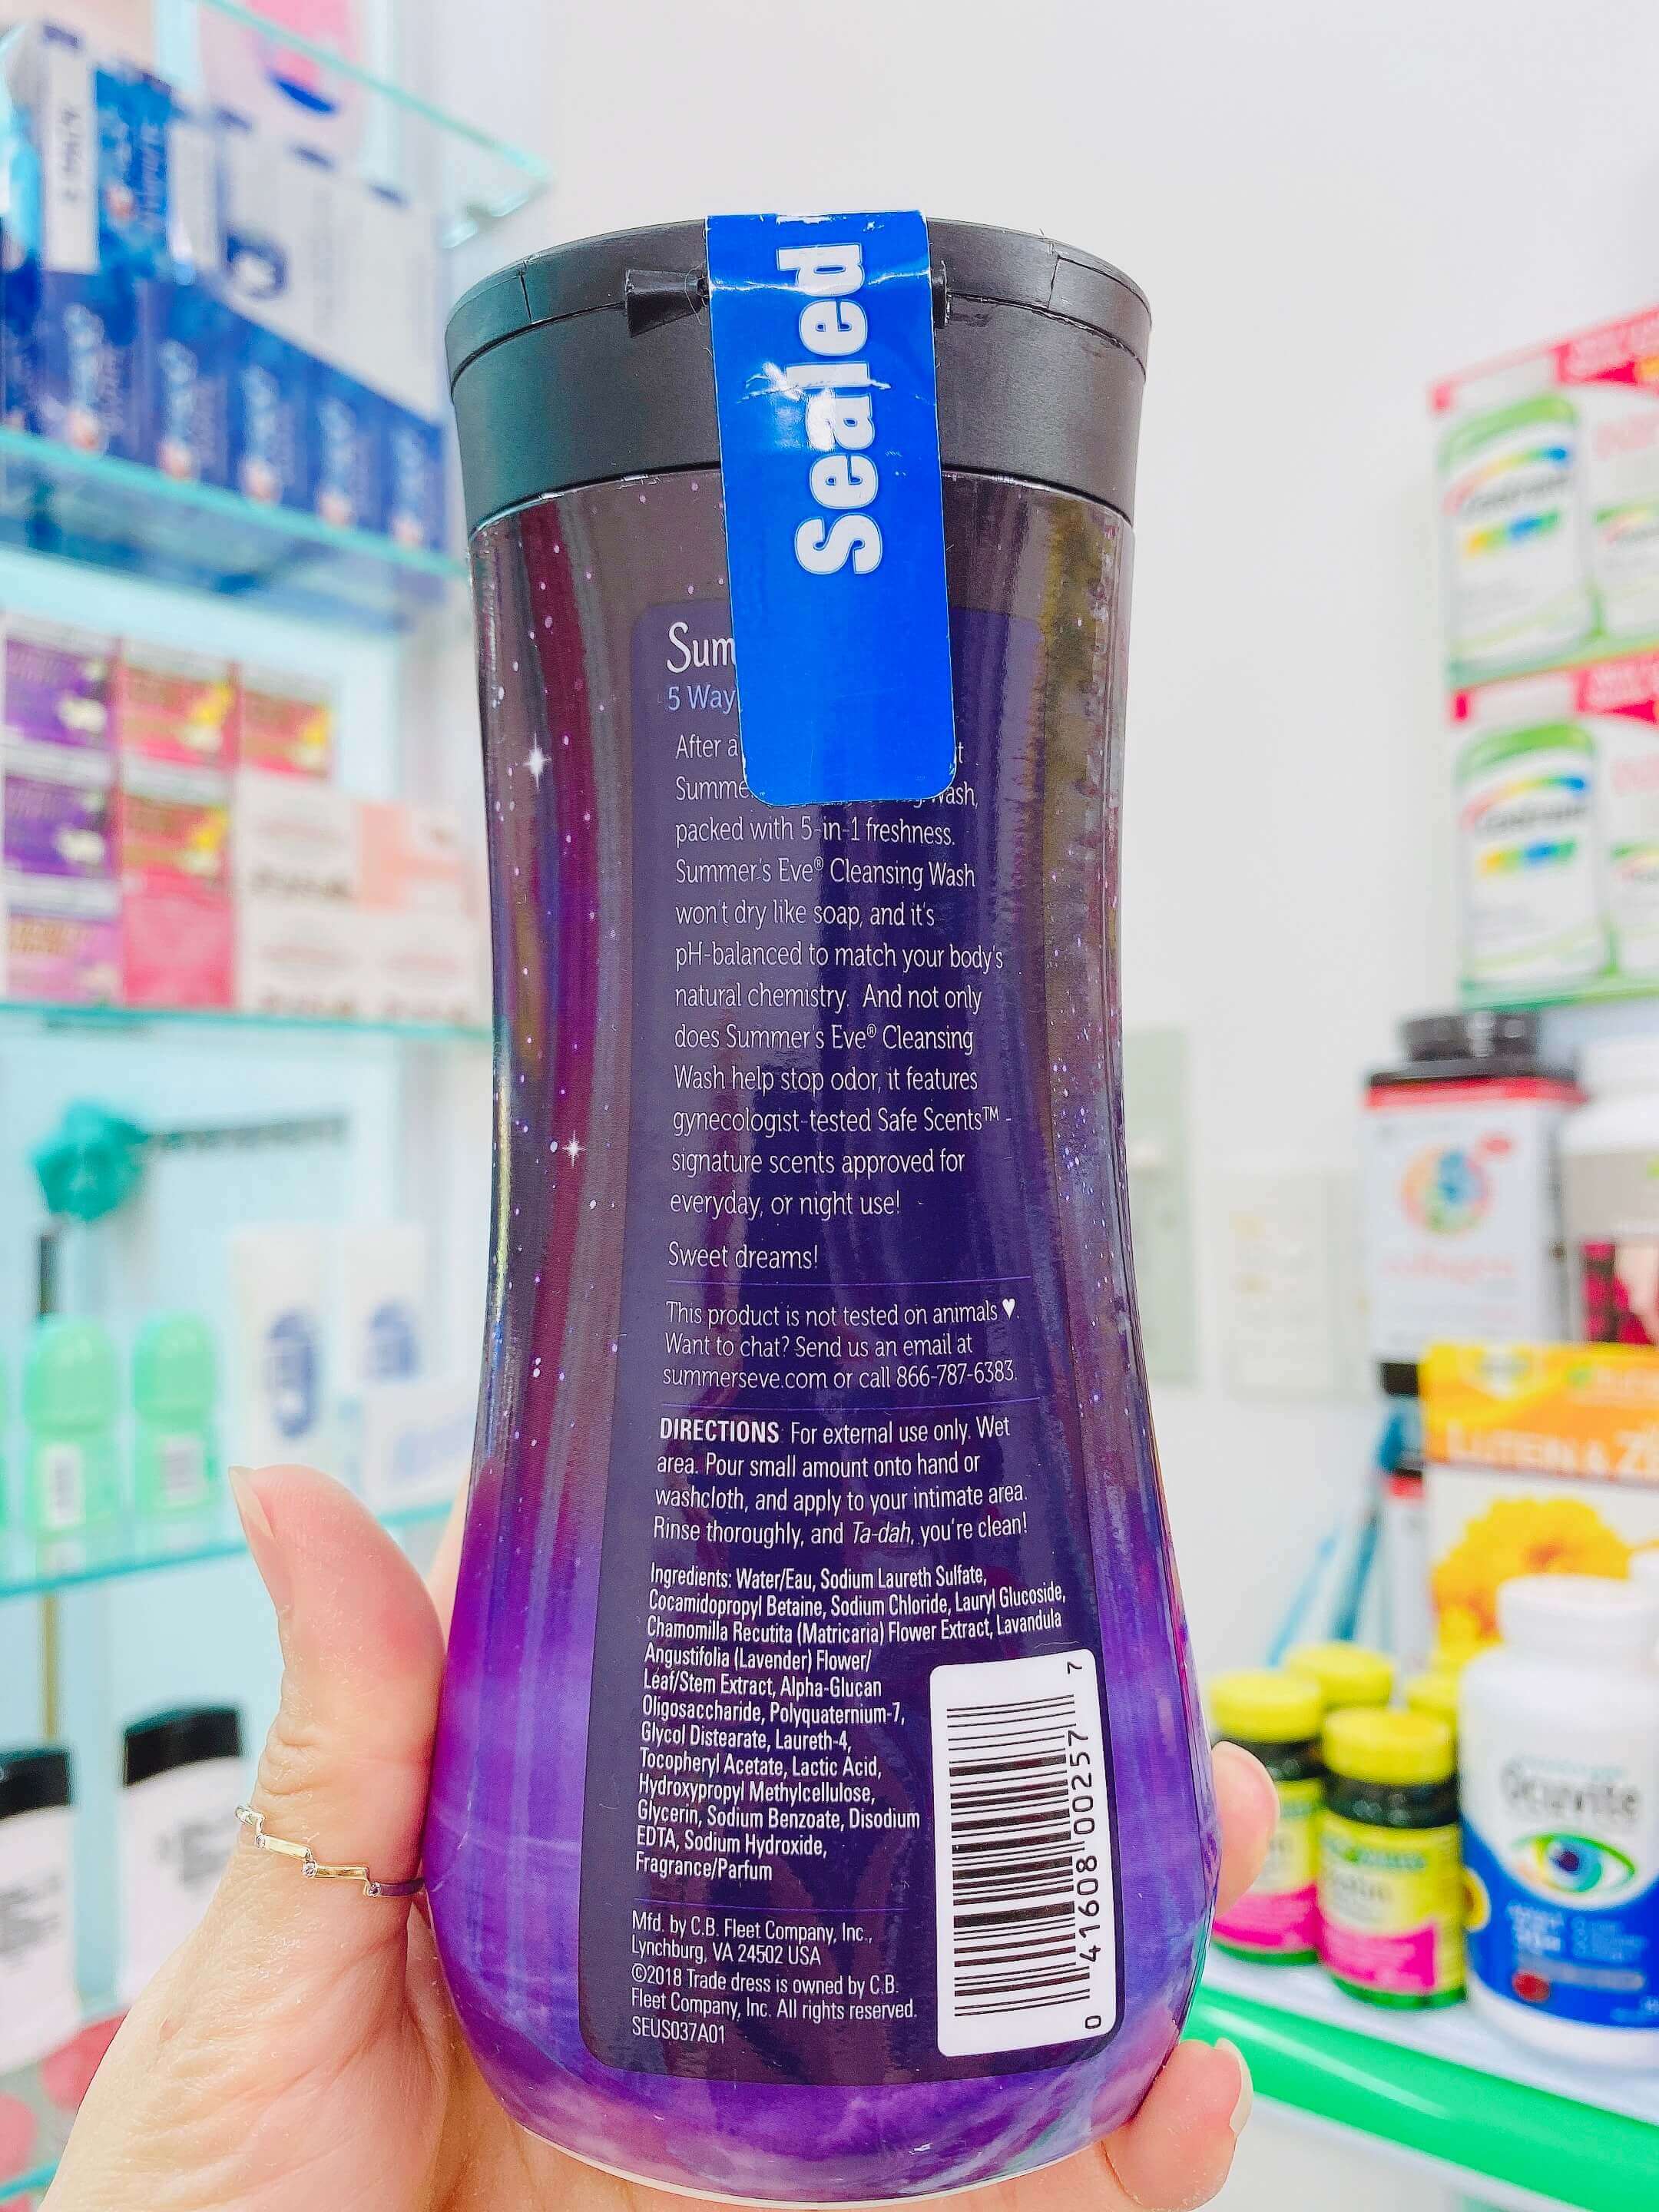 Sealed
Sum
5 Way
After a
Summe Wash,
packed with 5-in-1 freshness.
Summer's Eve® Cleansing Wash
won't dry like soap, and it's
pH-balanced to match your body's
natural chemistry. And not only
does Summer's Eve® Cleansing
Wash help stop odor, it features
gynecologist-tested Safe Scents™ -
signature scents approved for
everyday, or night use!
Sweet dreams!
This product is not tested on animals ♥.
Want to chat? Send us an email at
summerseve.com or call 866-787-6383.
DIRECTIONS: For external use only. Wet
area. Pour small amount onto hand or
washcloth, and apply to your intimate area.
Rinse thoroughly, and Ta-dah, you're clean!
Ingredients: Water/Eau, Sodium Laureth Sulfate,
Cocamidopropyl Betaine, Sodium Chloride, Lauryl Glucoside,
Chamomilla Recutita (Matricaria) Flower Extract, Lavandula
Angustifolia (Lavender) Flower/
Leaf/Stem Extract, Alpha-Glucan
Oligosaccharide, Polyquaternium-7,
Glycol Distearate, Laureth-4,
Tocopheryl Acetate, Lactic Acid,
Hydroxypropyl Methylcellulose,
Glycerin, Sodium Benzoate, Disodium
EDTA, Sodium Hydroxide,
Fragrance/Parfum
Mfd. by C.B. Fleet Company, Inc.,
Lynchburg, VA 24502 USA
©2018 Trade dress is owned by C.B.
Fleet Company, Inc. All rights reserved.
SEUS037A01
0 41608 00257 7
LUTEIN & Z
Ocuvite